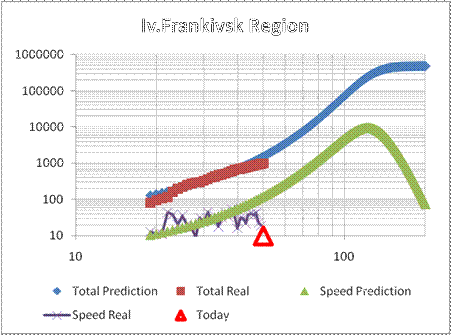 Iv.Frankivsk Region
1000000
100000
10000
1000
100
10
10 100
Total Prediction Total Real Speed Prediction
Speed Real Today